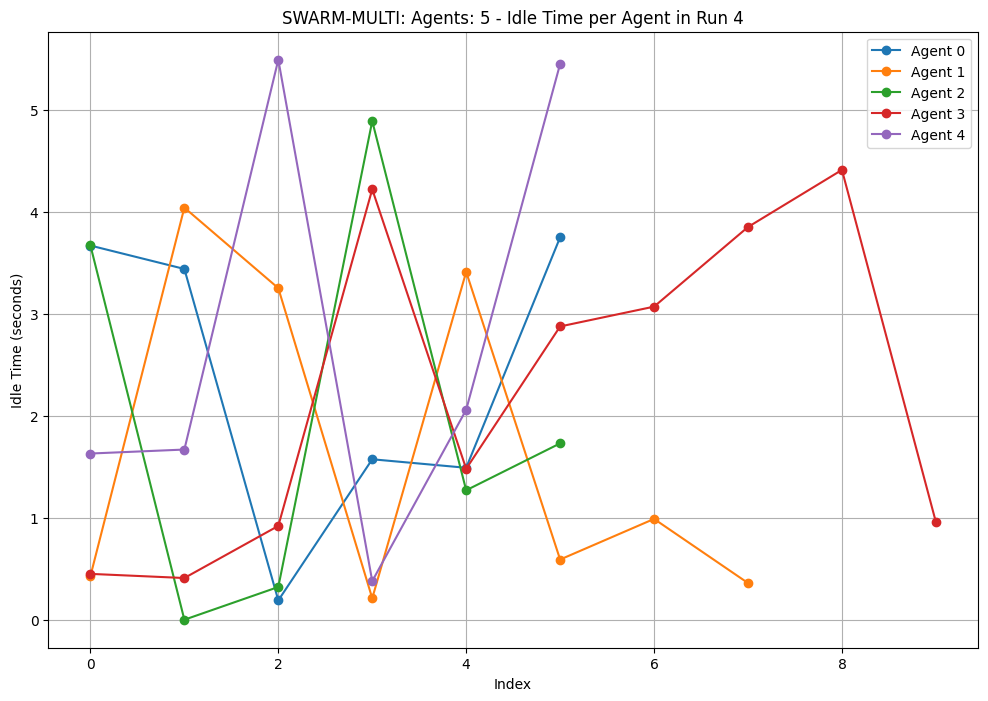 SWARM-MULTI: Agents: 5 - Idle Time per Agent in Run 4
Agent 0
Agent 1
Agent 2
Agent 3
Agent 4
Idle Time (seconds)
5
4
3
2
1
0
0 2 4 6 8
Index